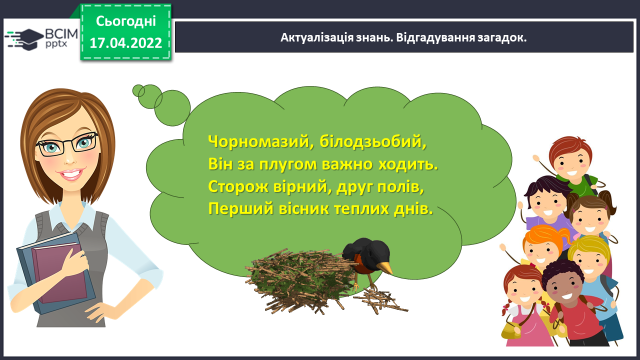 Сьогодні
17.04.2022
BCIM
pptx
Актуалізація знань. Відгадування загадок.
Чорномазий, білодзьобий,
Він за плугом важно ходить.
Сторож вірний, друг полів,
Перший вісник теплих днів.